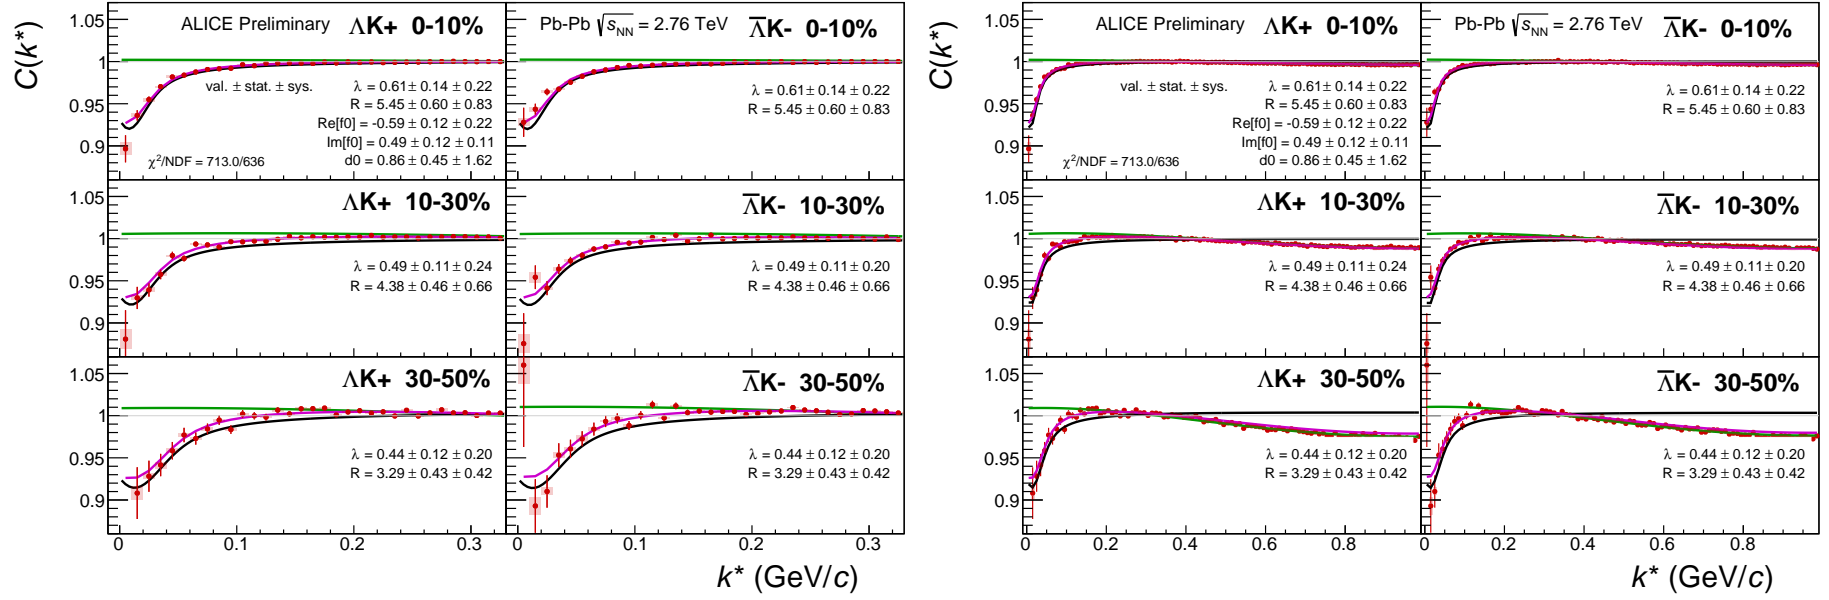 C(k*)
1.05
1
0.95
0.9
ALICE Preliminary ΛK+ 0-10%
val. ± stat. ± sys.
λ = 0.61 ± 0.14 ± 0.22
R = 5.45 ± 0.60 ± 0.83
Re[f0] = -0.59 ± 0.12 ± 0.22
Im[f0] = 0.49 ± 0.12 ± 0.11
d0 = 0.86 ± 0.45 ± 1.62
χ²/NDF = 713.0/636
Pb-Pb √sNN = 2.76 TeV Λ̅K- 0-10%
λ = 0.61 ± 0.14 ± 0.22
R = 5.45 ± 0.60 ± 0.83
1.05
1
0.95
0.9
ΛK+ 10-30%
λ = 0.49 ± 0.11 ± 0.24
R = 4.38 ± 0.46 ± 0.66
Λ̅K- 10-30%
λ = 0.49 ± 0.11 ± 0.20
R = 4.38 ± 0.46 ± 0.66
1.05
1
0.95
0.9
ΛK+ 30-50%
λ = 0.44 ± 0.12 ± 0.20
R = 3.29 ± 0.43 ± 0.42
Λ̅K- 30-50%
λ = 0.44 ± 0.12 ± 0.20
R = 3.29 ± 0.43 ± 0.42
0 0.1 0.2 0.3 0 0.1 0.2 0.3
k* (GeV/c)
C(k*)
1.05
1
0.95
0.9
ALICE Preliminary ΛK+ 0-10%
val. ± stat. ± sys.
λ = 0.61 ± 0.14 ± 0.22
R = 5.45 ± 0.60 ± 0.83
Re[f0] = -0.59 ± 0.12 ± 0.22
Im[f0] = 0.49 ± 0.12 ± 0.11
d0 = 0.86 ± 0.45 ± 1.62
χ²/NDF = 713.0/636
Pb-Pb √sNN = 2.76 TeV Λ̅K- 0-10%
λ = 0.61 ± 0.14 ± 0.22
R = 5.45 ± 0.60 ± 0.83
1.05
1
0.95
0.9
ΛK+ 10-30%
λ = 0.49 ± 0.11 ± 0.24
R = 4.38 ± 0.46 ± 0.66
Λ̅K- 10-30%
λ = 0.49 ± 0.11 ± 0.20
R = 4.38 ± 0.46 ± 0.66
1.05
1
0.95
0.9
ΛK+ 30-50%
λ = 0.44 ± 0.12 ± 0.20
R = 3.29 ± 0.43 ± 0.42
Λ̅K- 30-50%
λ = 0.44 ± 0.12 ± 0.20
R = 3.29 ± 0.43 ± 0.42
0 0.2 0.4 0.6 0.8 0 0.2 0.4 0.6 0.8
k* (GeV/c)